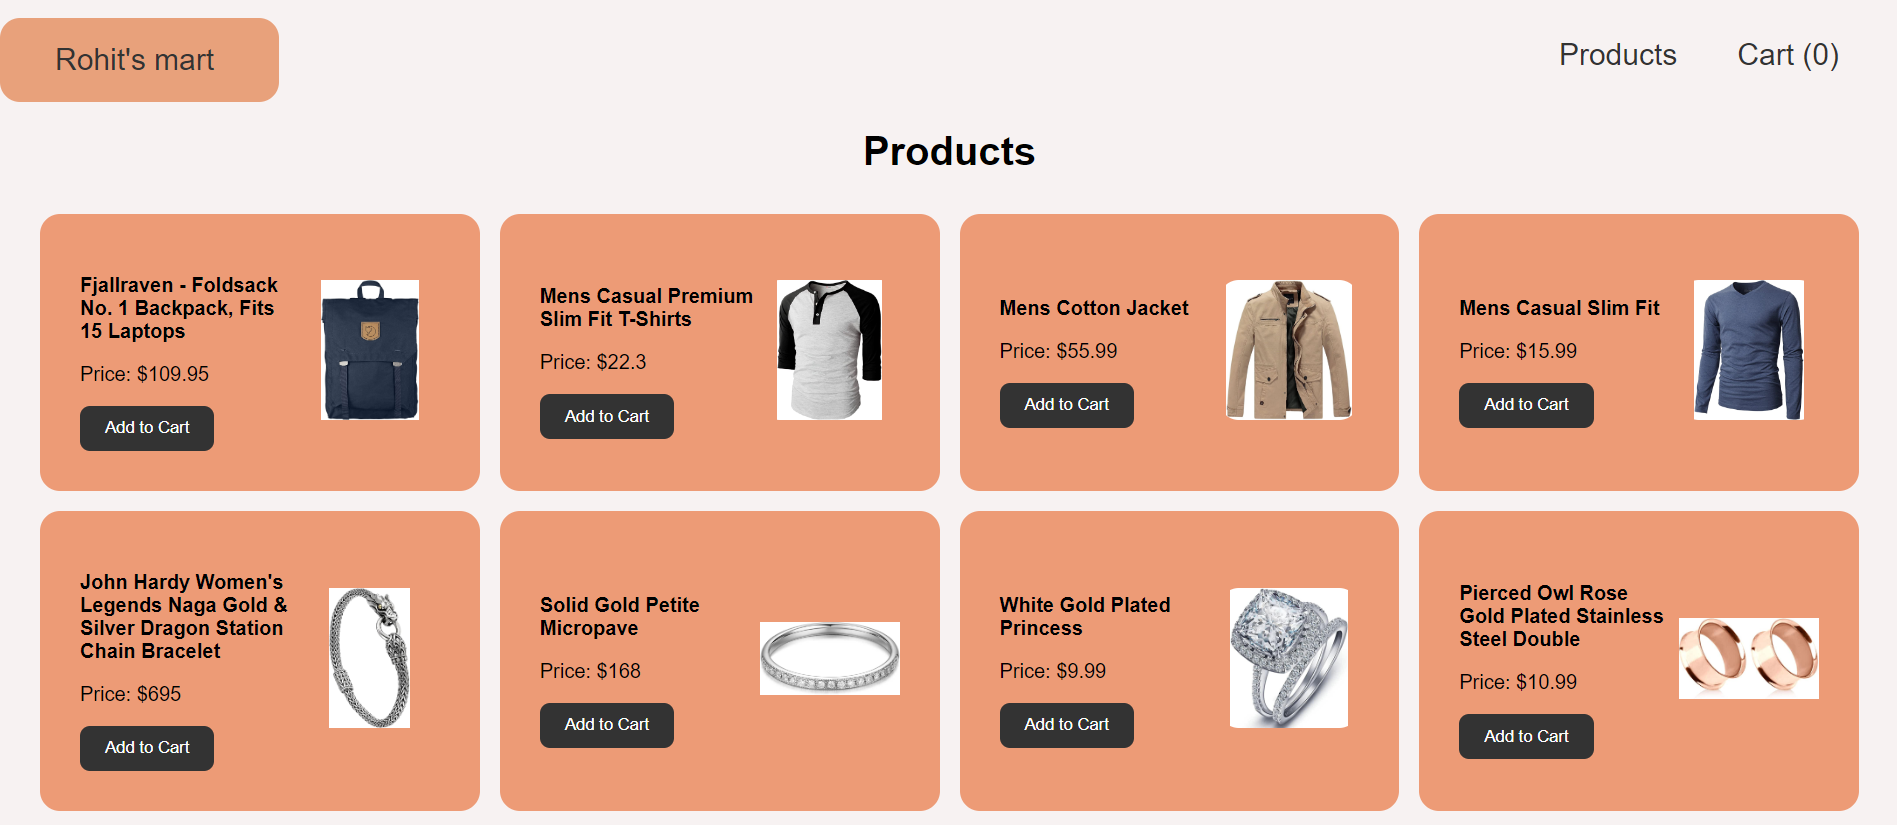 Rohit's mart
Products
Cart (0)
Products
Fjallraven - Foldsack
No. 1 Backpack, Fits
15 Laptops
Price: $109.95
Add to Cart
Mens Casual Premium
Slim Fit T-Shirts
Price: $22.3
Add to Cart
Mens Cotton Jacket
Price: $55.99
Add to Cart
Mens Casual Slim Fit
Price: $15.99
Add to Cart
John Hardy Women's
Legends Naga Gold &
Silver Dragon Station
Chain Bracelet
Price: $695
Add to Cart
Solid Gold Petite
Micropave
Price: $168
Add to Cart
White Gold Plated
Princess
Price: $9.99
Add to Cart
Pierced Owl Rose
Gold Plated Stainless
Steel Double
Price: $10.99
Add to Cart